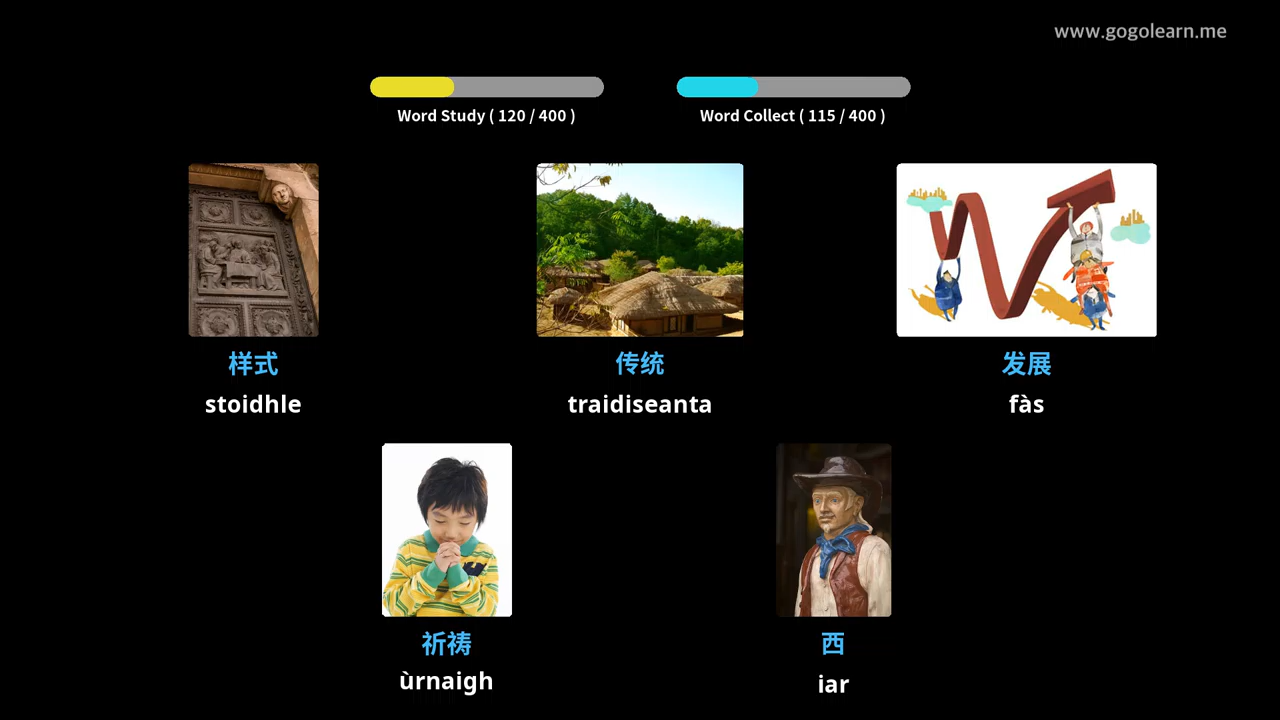 www.gogolearn.me
Word Study ( 120 / 400 )
Word Collect ( 115 / 400 )
样式
stoidhle
传统
traidiseanta
发展
fàs
祈祷
ùrnaigh
西
iar